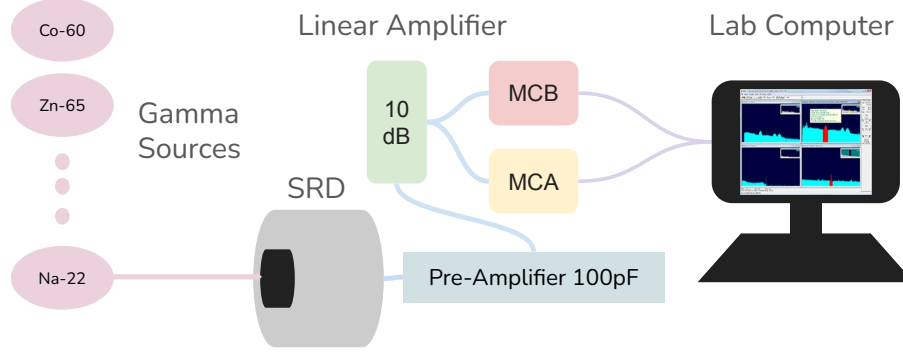 Linear Amplifier
Lab Computer
Co-60
Zn-65
Gamma
Sources
10
dB
MCB
MCA
SRD
Na-22
Pre-Amplifier 100pF